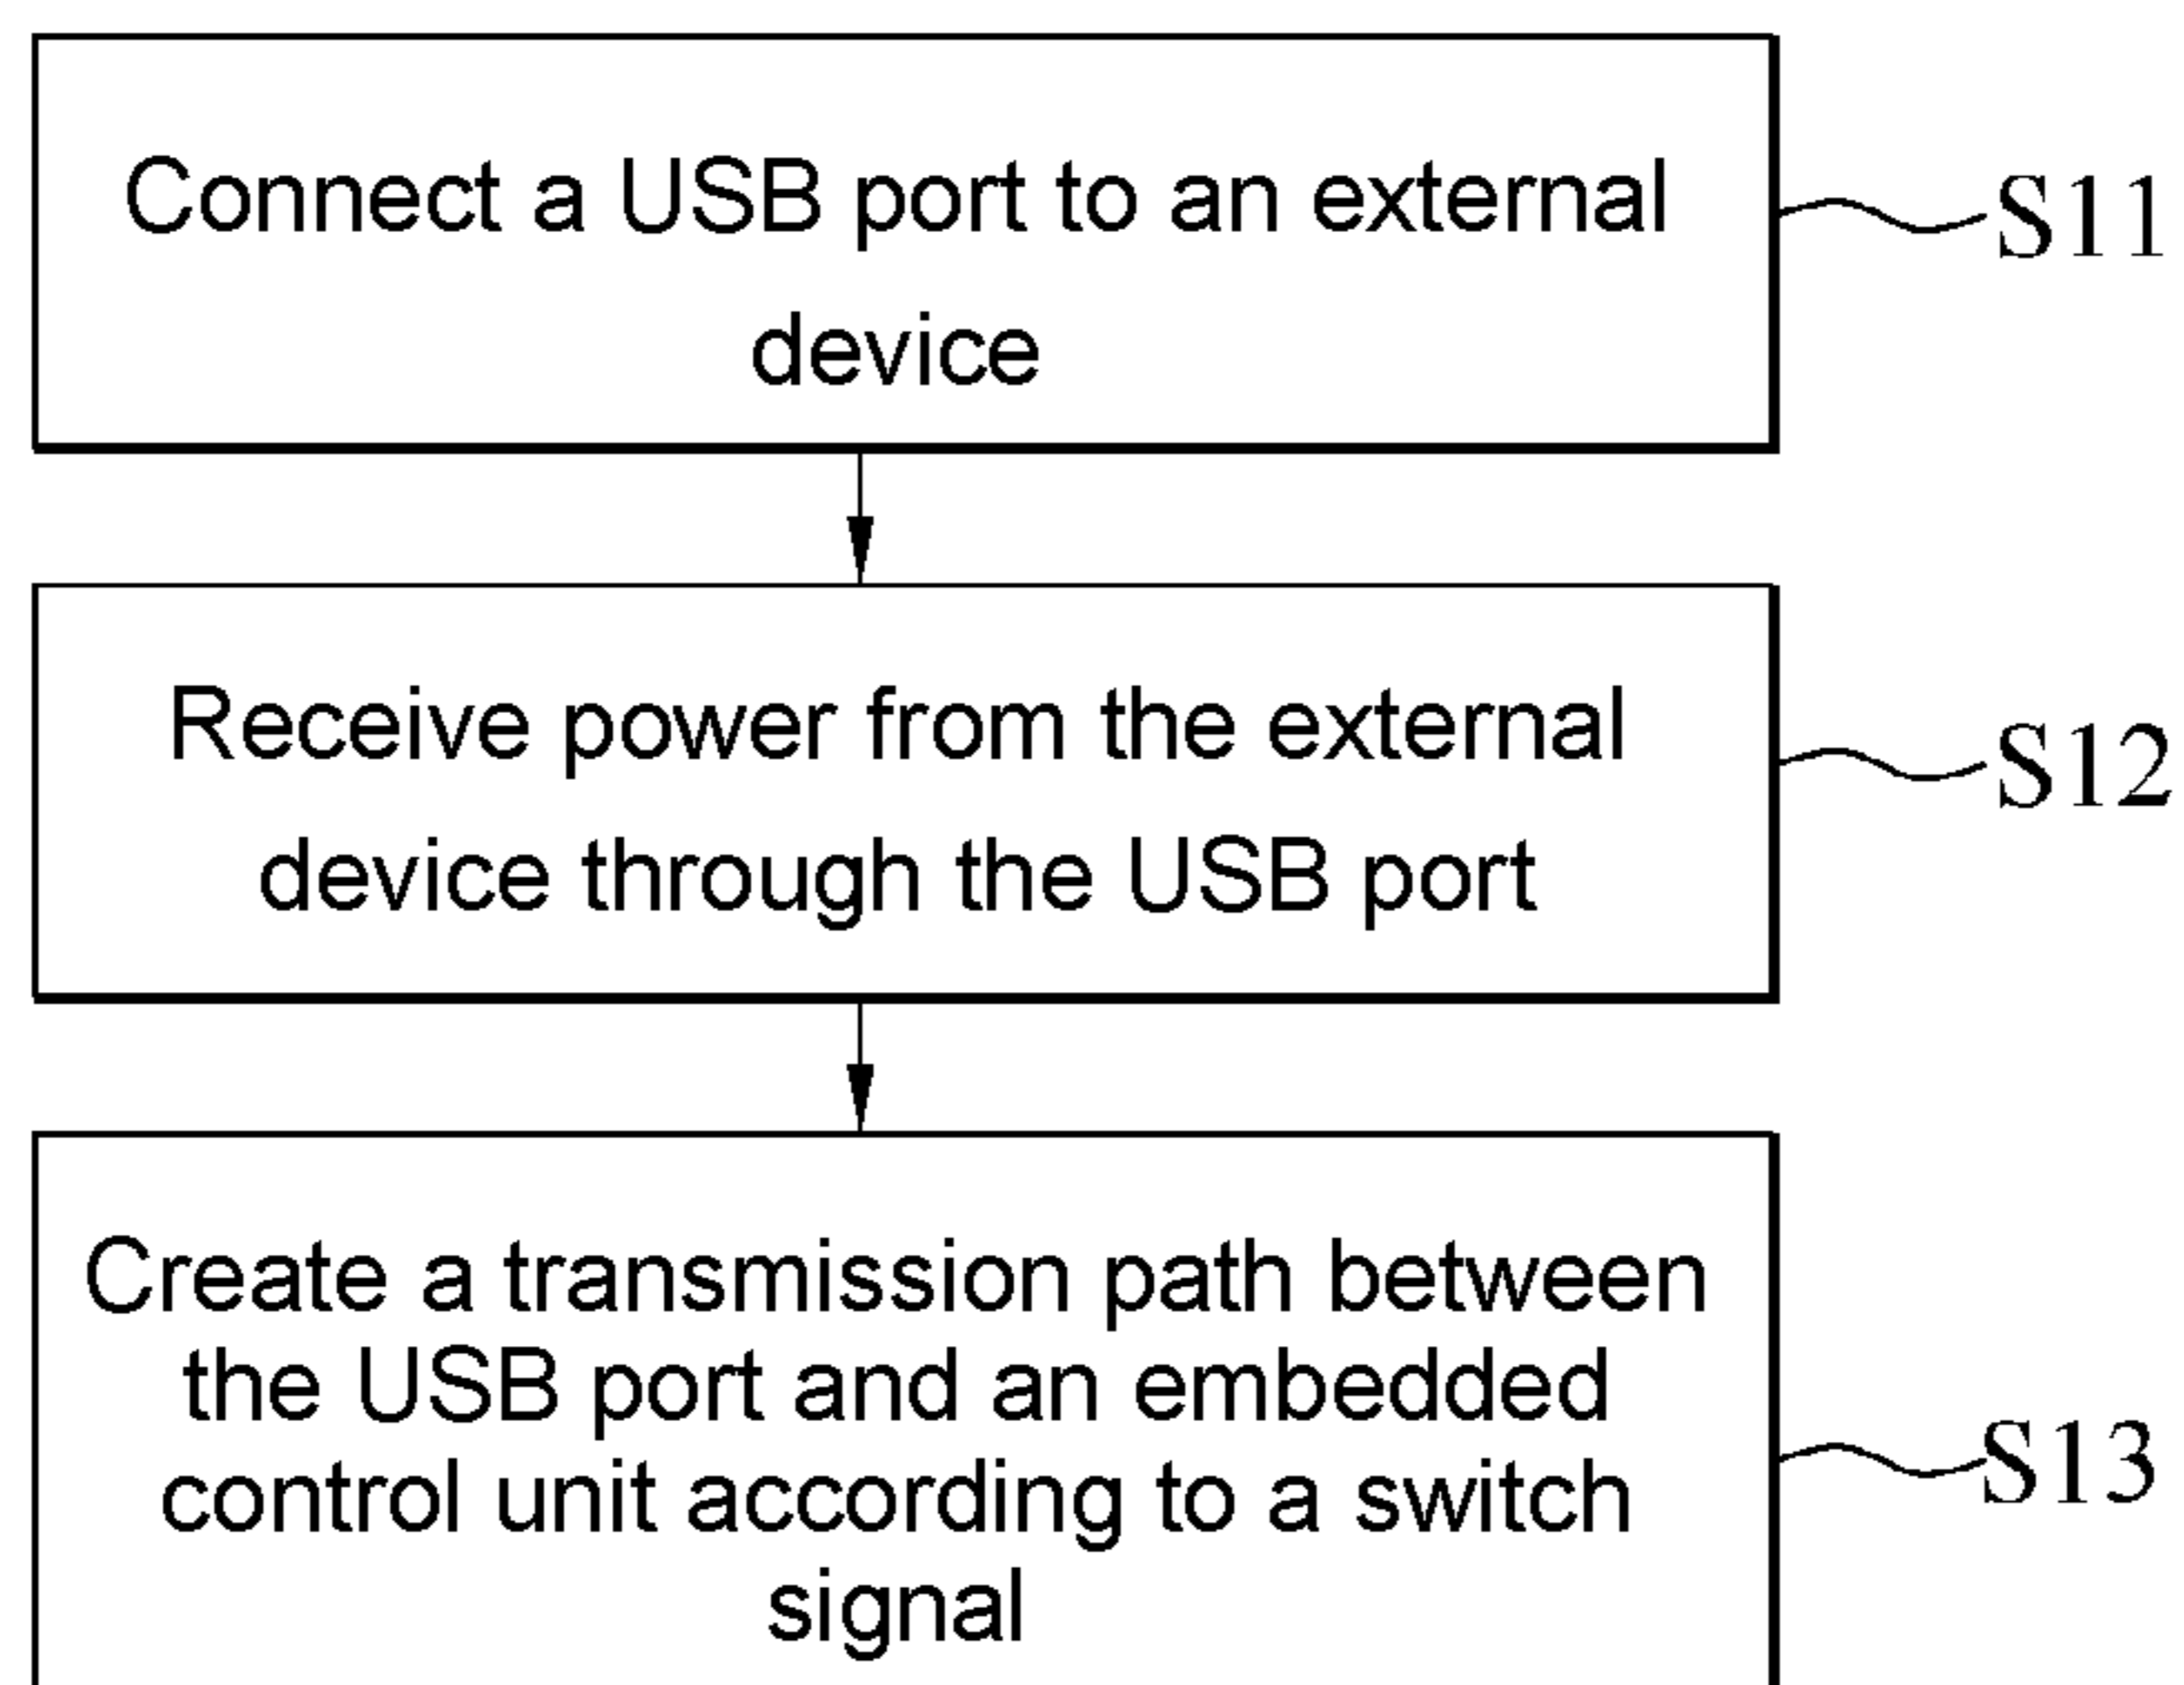 Connect a USB port to an external
device
S11
Receive power from the external
device through the USB port
S12
Create a transmission path between
the USB port and an embedded
control unit according to a switch
signal
S13